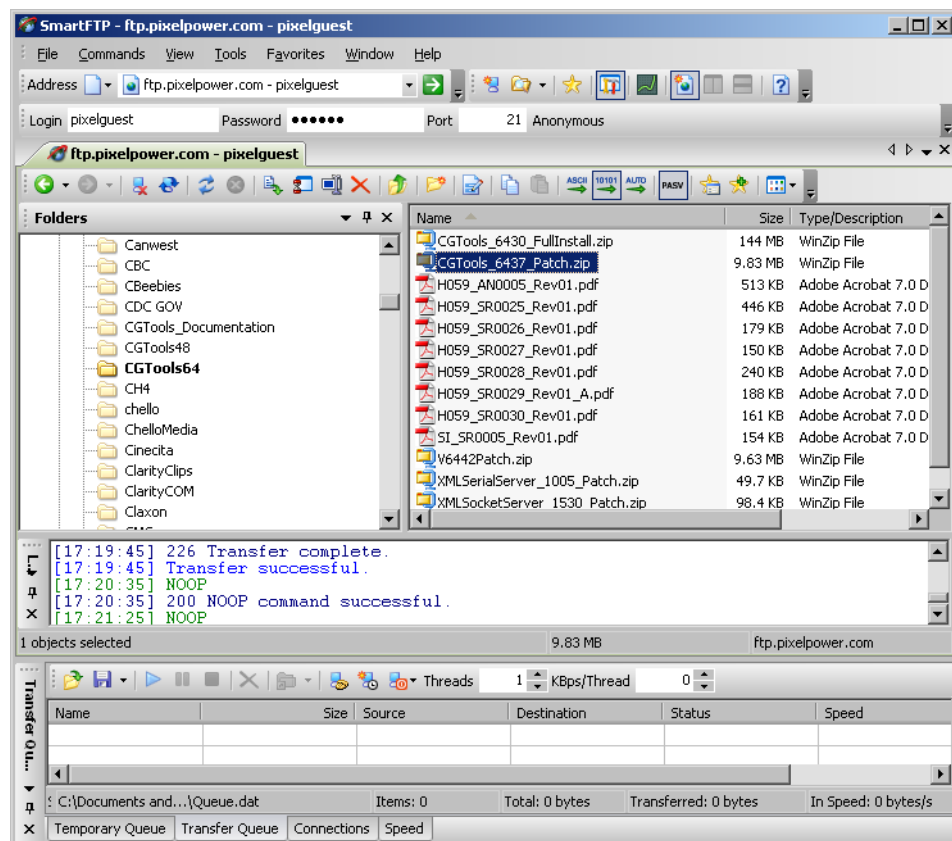 SmartFTP - ftp.pixelpower.com - pixelguest
File Commands View Tools Favorites Window Help
Address ftp.pixelpower.com - pixelguest
Login pixelguest Password ●●●●●● Port 21 Anonymous
ftp.pixelpower.com - pixelguest
ASCII 10101 AUTO PASV
Folders
Canwest
CBC
CBeebies
CDC GOV
CGTools_Documentation
CGTools48
CGTools64
CH4
chello
ChelloMedia
Cinecita
ClarityClips
ClarityCOM
Claxon
Name Size Type/Description
CGTools_6430_FullInstall.zip 144 MB WinZip File
CGTools_6437_Patch.zip 9.83 MB WinZip File
H059_AN0005_Rev01.pdf 513 KB Adobe Acrobat 7.0 D
H059_SR0025_Rev01.pdf 446 KB Adobe Acrobat 7.0 D
H059_SR0026_Rev01.pdf 179 KB Adobe Acrobat 7.0 D
H059_SR0027_Rev01.pdf 150 KB Adobe Acrobat 7.0 D
H059_SR0028_Rev01.pdf 240 KB Adobe Acrobat 7.0 D
H059_SR0029_Rev01_A.pdf 188 KB Adobe Acrobat 7.0 D
H059_SR0030_Rev01.pdf 161 KB Adobe Acrobat 7.0 D
SI_SR0005_Rev01.pdf 154 KB Adobe Acrobat 7.0 D
V6442Patch.zip 9.63 MB WinZip File
XMLSerialServer_1005_Patch.zip 49.7 KB WinZip File
XMLSocketServer_1530_Patch.zip 98.4 KB WinZip File
[17:19:45] 226 Transfer complete.
[17:19:45] Transfer successful.
[17:20:35] NOOP
[17:20:35] 200 NOOP command successful.
[17:21:25] NOOP
1 objects selected 9.83 MB ftp.pixelpower.com
Transfer Qu...
Threads 1 KBps/Thread 0
Name Size Source Destination Status Speed
C:\Documents and...\Queue.dat Items: 0 Total: 0 bytes Transferred: 0 bytes In Speed: 0 bytes/s
Temporary Queue Transfer Queue Connections Speed